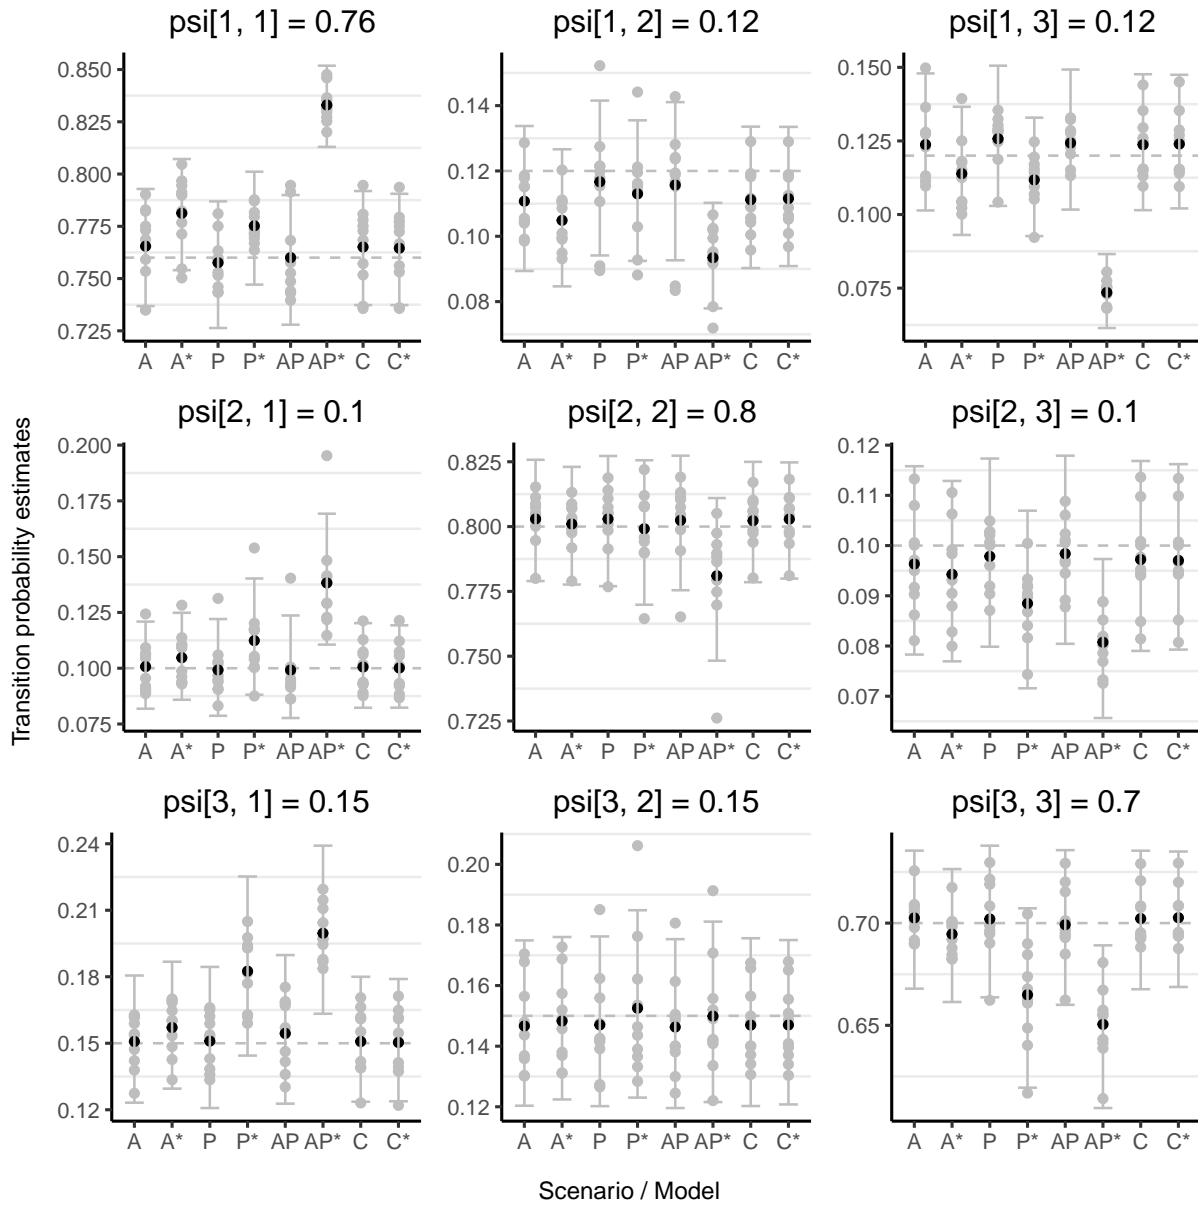 psi[1, 1] = 0.76
psi[1, 2] = 0.12
psi[1, 3] = 0.12
0.850
0.825
0.800
0.775
0.750
0.725
0.14
0.12
0.10
0.08
0.150
0.125
0.100
0.075
A A* P P* AP AP* C C*
A A* P P* AP AP* C C*
A A* P P* AP AP* C C*
psi[2, 1] = 0.1
psi[2, 2] = 0.8
psi[2, 3] = 0.1
Transition probability estimates
0.200
0.175
0.150
0.125
0.100
0.075
0.825
0.800
0.775
0.750
0.725
0.12
0.11
0.10
0.09
0.08
0.07
A A* P P* AP AP* C C*
A A* P P* AP AP* C C*
A A* P P* AP AP* C C*
psi[3, 1] = 0.15
psi[3, 2] = 0.15
psi[3, 3] = 0.7
0.24
0.21
0.18
0.15
0.12
0.20
0.18
0.16
0.14
0.12
0.70
0.65
A A* P P* AP AP* C C*
A A* P P* AP AP* C C*
A A* P P* AP AP* C C*
Scenario / Model